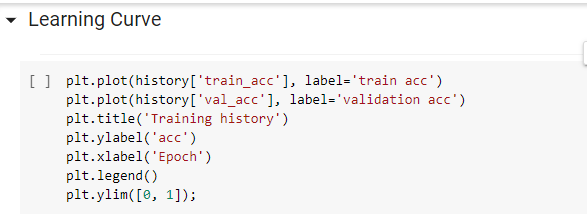 Learning Curve
[ ] plt.plot(history['train_acc'], label='train acc')
plt.plot(history['val_acc'], label='validation acc')
plt.title('Training history')
plt.ylabel('acc')
plt.xlabel('Epoch')
plt.legend()
plt.ylim([0, 1]);